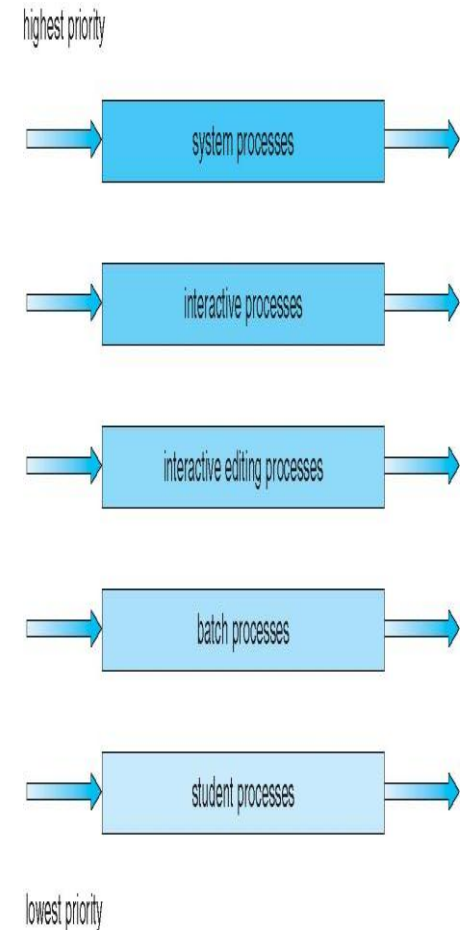 highest priority
system processes
interactive processes
interactive editing processes
batch processes
student processes
lowest priority